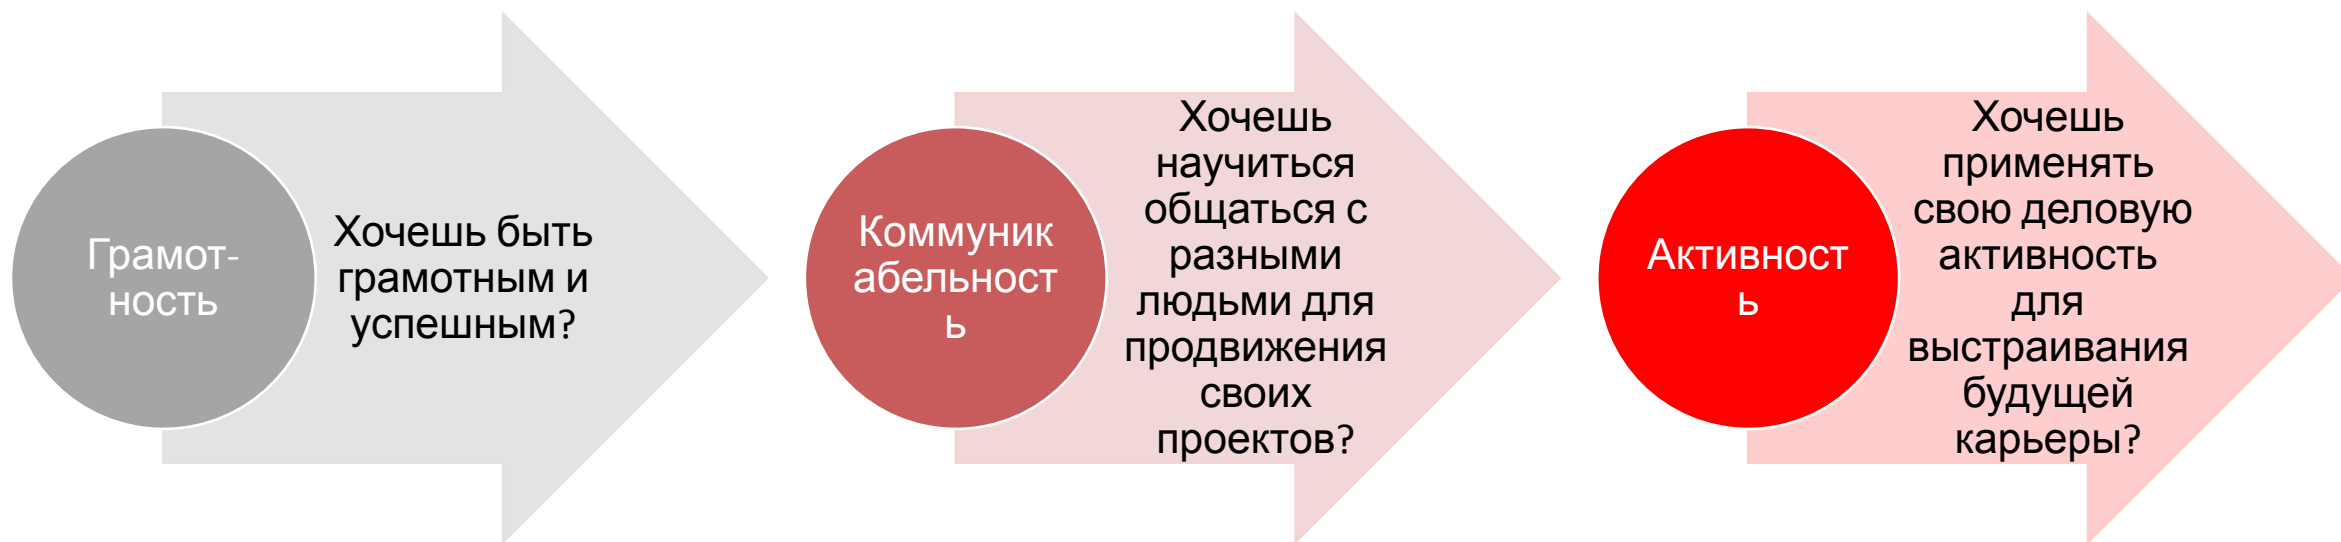 Грамот-
ность
Хочешь быть
грамотным и
успешным?
Коммуник
абельност
ь
Хочешь
научиться
общаться с
разными
людьми для
продвижения
своих
проектов?
Активност
ь
Хочешь
применять
свою деловую
активность
для
выстраивания
будущей
карьеры?